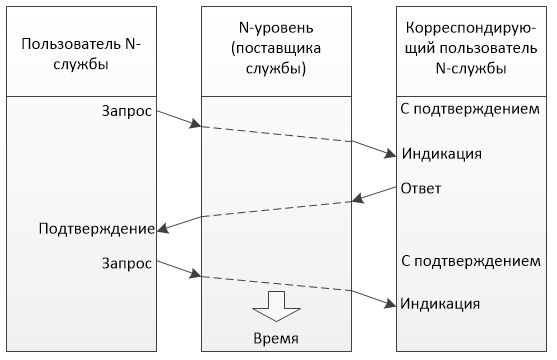 Пользователь N-
службы
N-уровень
(поставщика
службы)
Корреспондирую-
щий пользователь
N-службы
Запрос
С подтверждением
Индикация
Ответ
Подтверждение
Запрос
С подтверждением
Индикация
Время